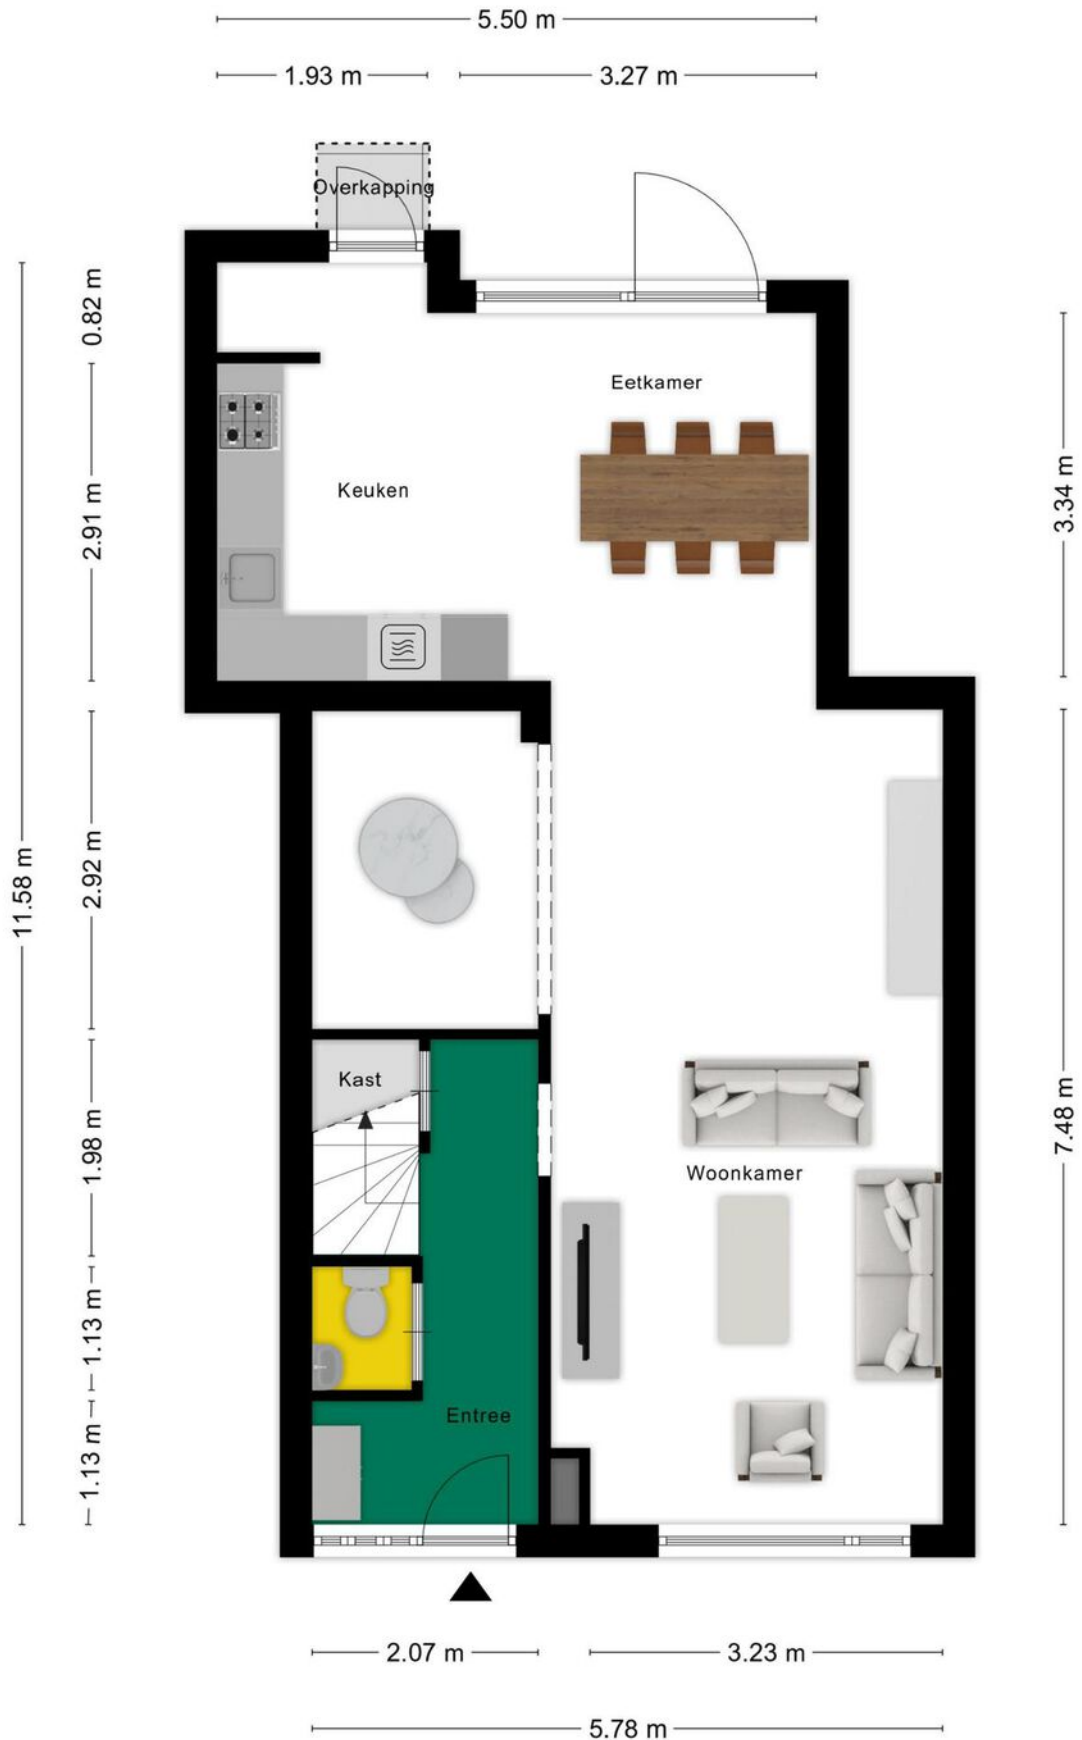 5.50 m
1.93 m
3.27 m
Overkapping
0.82 m
Eetkamer
Keuken
2.91 m
3.34 m
11.58 m
2.92 m
Kast
1.98 m
7.48 m
Woonkamer
1.13 m
Entree
1.13 m
2.07 m
3.23 m
5.78 m